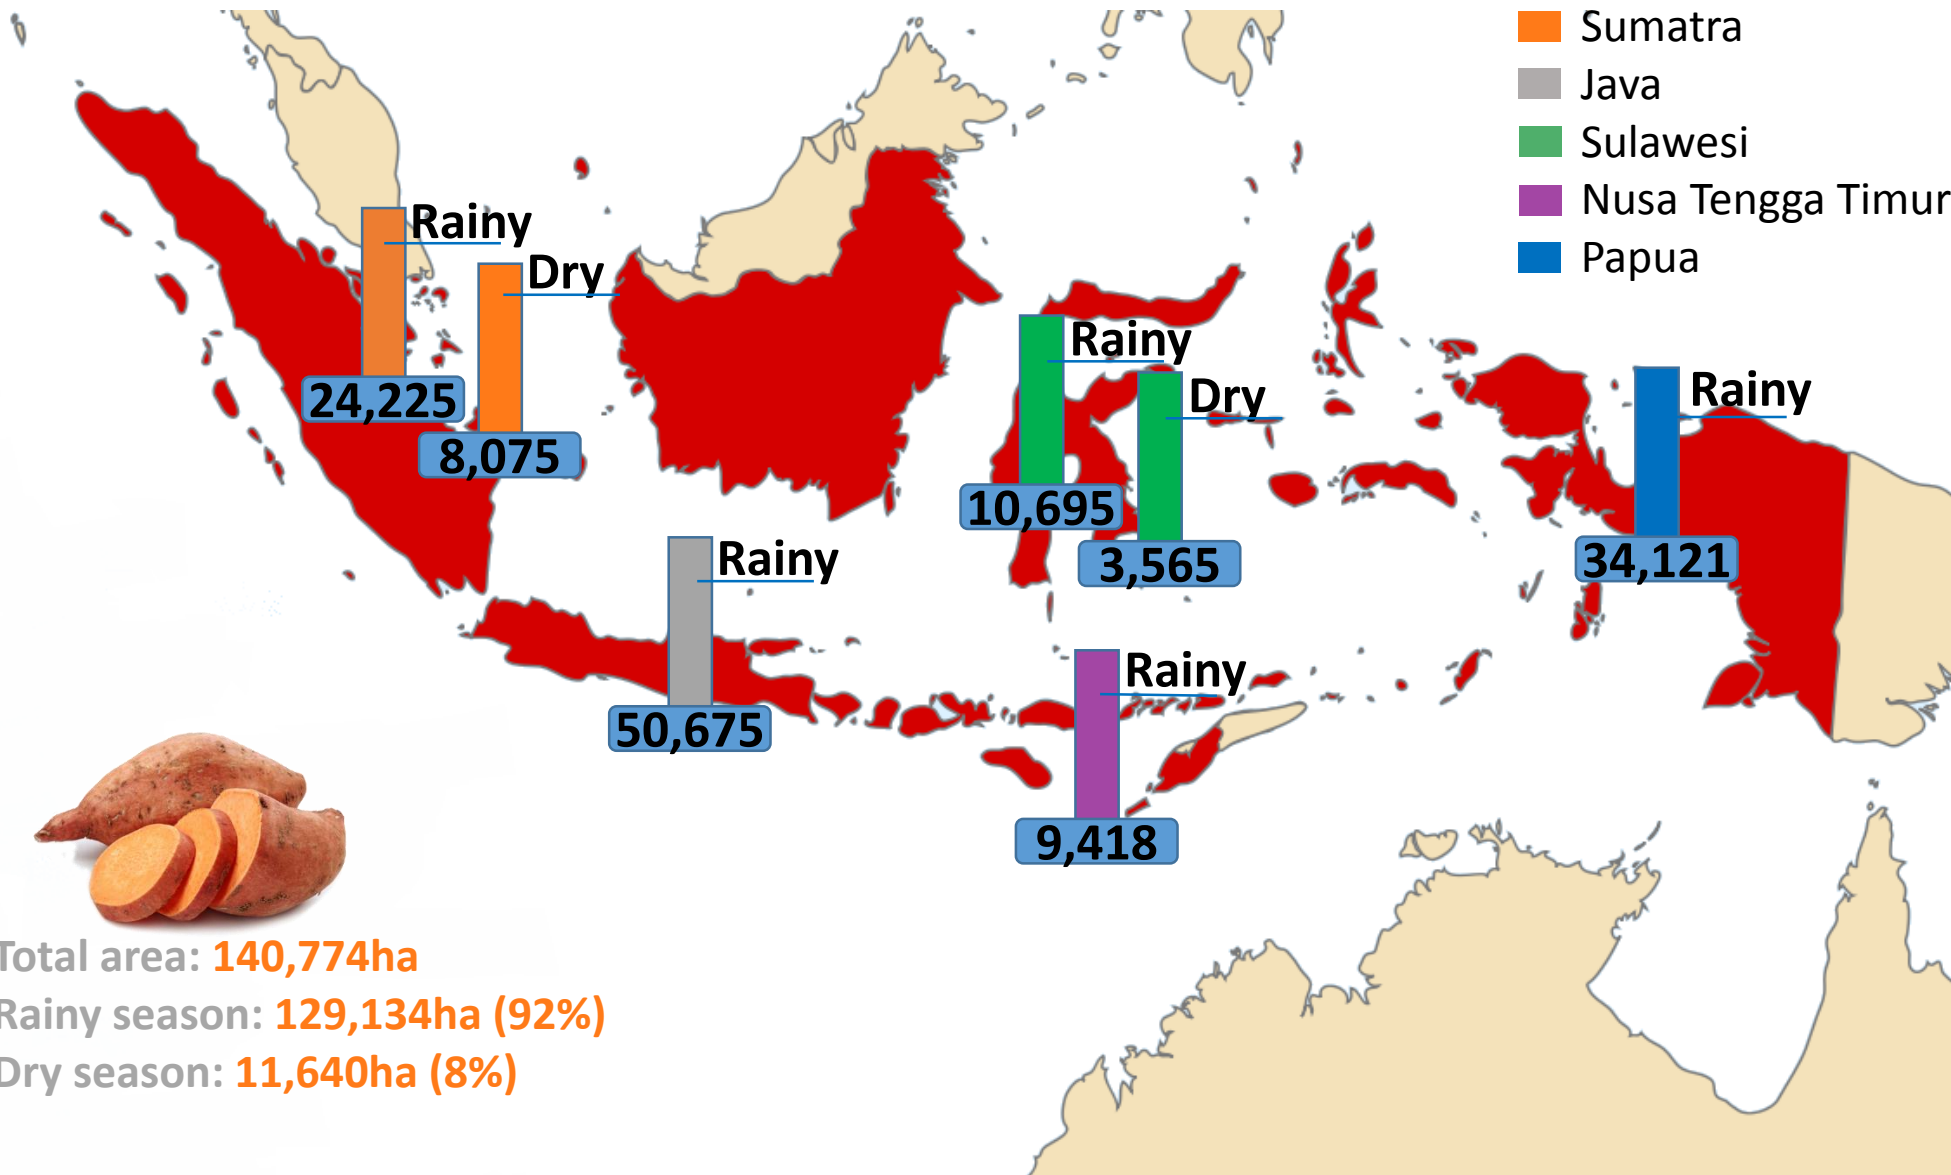 Sumatra
Java
Sulawesi
Nusa Tengga Timur
Papua
Rainy
Dry
24,225
8,075
Rainy
Dry
10,695
3,565
Rainy
34,121
Rainy
50,675
Rainy
9,418
Total area: 140,774ha
Rainy season: 129,134ha (92%)
Dry season: 11,640ha (8%)